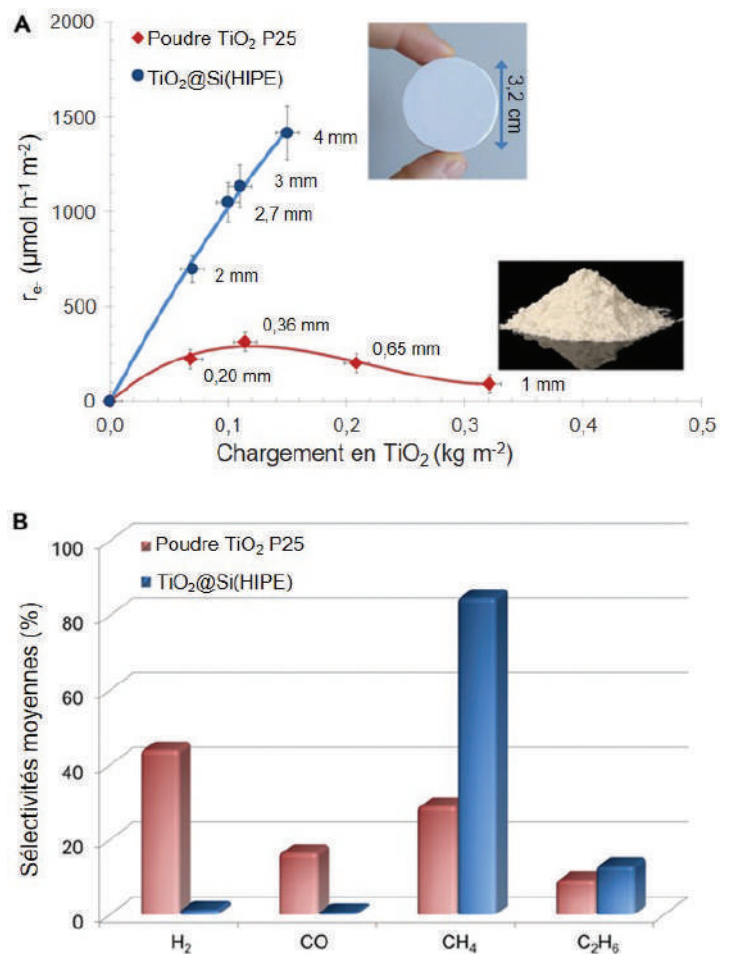 A
Poudre TiO₂ P25
TiO₂@Si(HIPE)
3,2 cm
2000
1500
1000
500
0
rₑ₋ (µmol h⁻¹ m⁻²)
4 mm
3 mm
2,7 mm
2 mm
0,36 mm
0,65 mm
0,20 mm
1 mm
0,0 0,1 0,2 0,3 0,4 0,5
Chargement en TiO₂ (kg m⁻²)
B
Poudre TiO₂ P25
TiO₂@Si(HIPE)
100
80
60
40
20
0
Sélectivités moyennes (%)
H₂ CO CH₄ C₂H₆